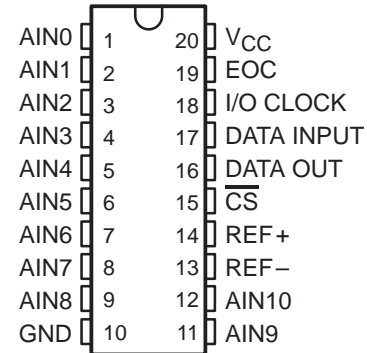 AIN0 1 20 VCC
AIN1 2 19 EOC
AIN2 3 18 I/O CLOCK
AIN3 4 17 DATA INPUT
AIN4 5 16 DATA OUT
AIN5 6 15 C̅S̅
AIN6 7 14 REF+
AIN7 8 13 REF–
AIN8 9 12 AIN10
GND 10 11 AIN9